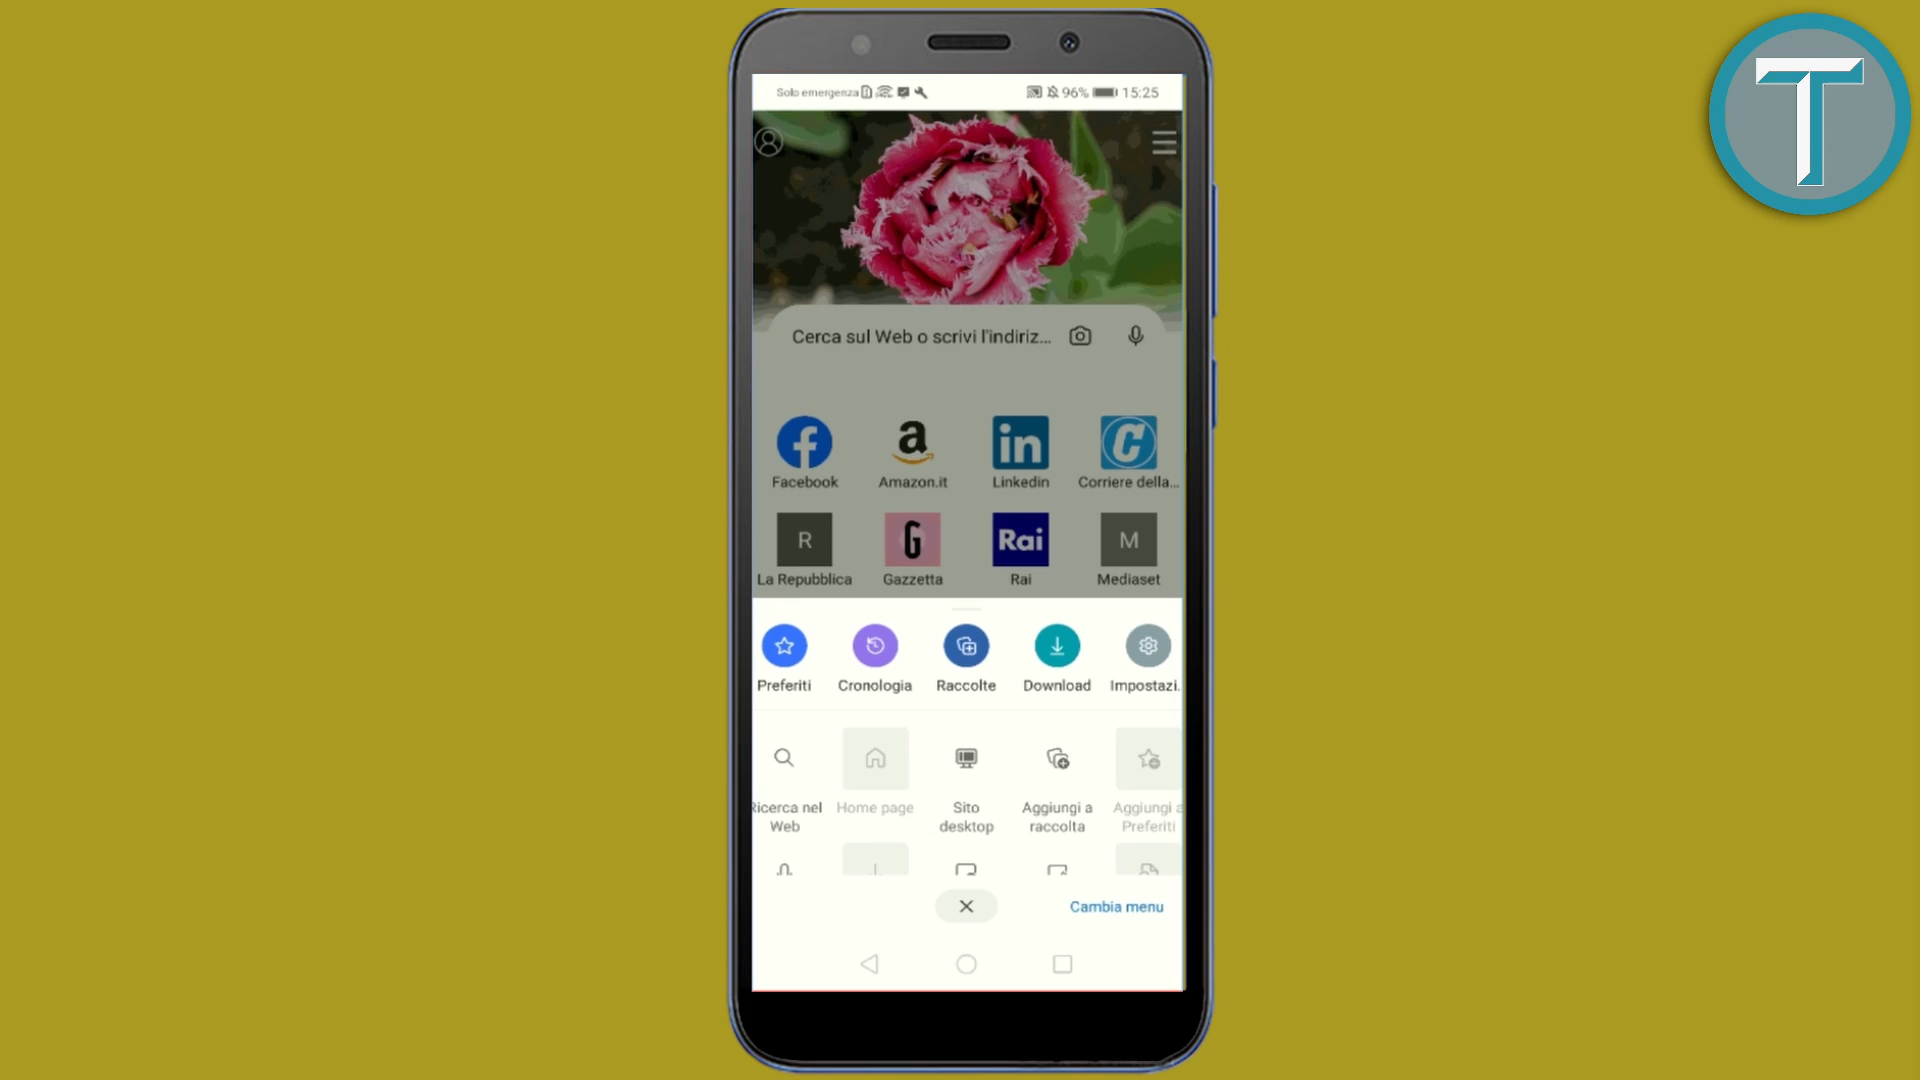 T
Solo emergenza 96% 15:25
Cerca sul Web o scrivi l'indiriz...
Facebook Amazon.it Linkedin Corriere della...
R G Rai M
La Repubblica Gazzetta Rai Mediaset
Preferiti Cronologia Raccolte Download Impostazi.
Ricerca nel Home page Sito Aggiungi a Aggiungi a
Web desktop raccolta Preferiti
Cambia menu